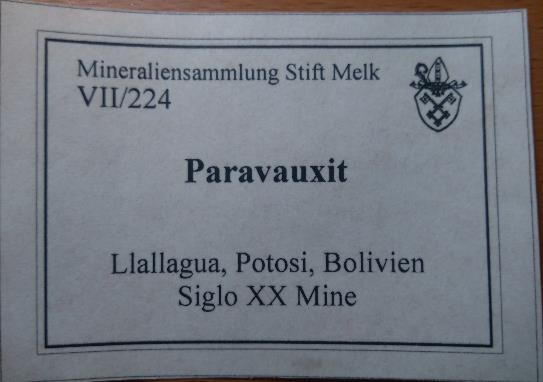 Mineraliensammlung Stift Melk
VII/224
Paravauxit
Llallagua, Potosi, Bolivien
Siglo XX Mine